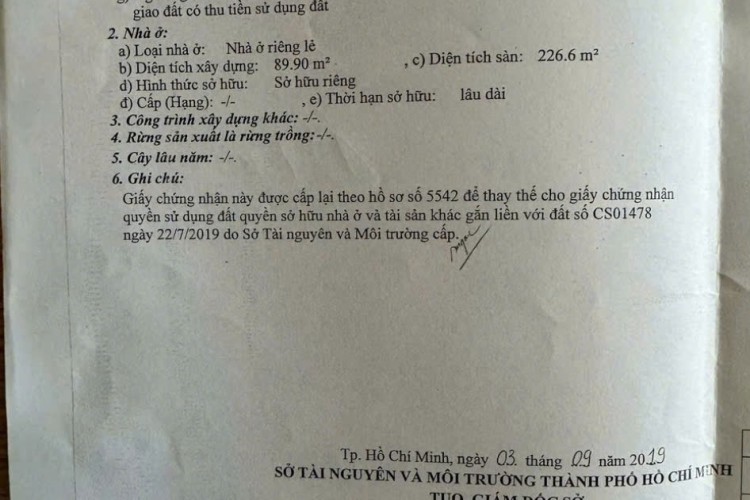 giao đất có thu tiền sử dụng đất
2. Nhà ở:
a) Loại nhà ở: Nhà ở riêng lẻ
b) Diện tích xây dựng: 89.90 m² , c) Diện tích sàn: 226.6 m²
d) Hình thức sở hữu: Sở hữu riêng
đ) Cấp (Hạng): -/- , e) Thời hạn sở hữu: lâu dài
3. Công trình xây dựng khác: -/-.
4. Rừng sản xuất là rừng trồng:-/-.
5. Cây lâu năm: -/-.
6. Ghi chú:
Giấy chứng nhận này được cấp lại theo hồ sơ số 5542 để thay thế cho giấy chứng nhận
quyền sử dụng đất quyền sở hữu nhà ở và tài sản khác gắn liền với đất số CS01478
ngày 22/7/2019 do Sở Tài nguyên và Môi trường cấp.
Tp. Hồ Chí Minh, ngày 03. tháng 09 năm 2019
SỞ TÀI NGUYÊN VÀ MÔI TRƯỜNG THÀNH PHỐ HỒ CHÍ MINH
TUQ. GIÁM ĐỐC SỞ